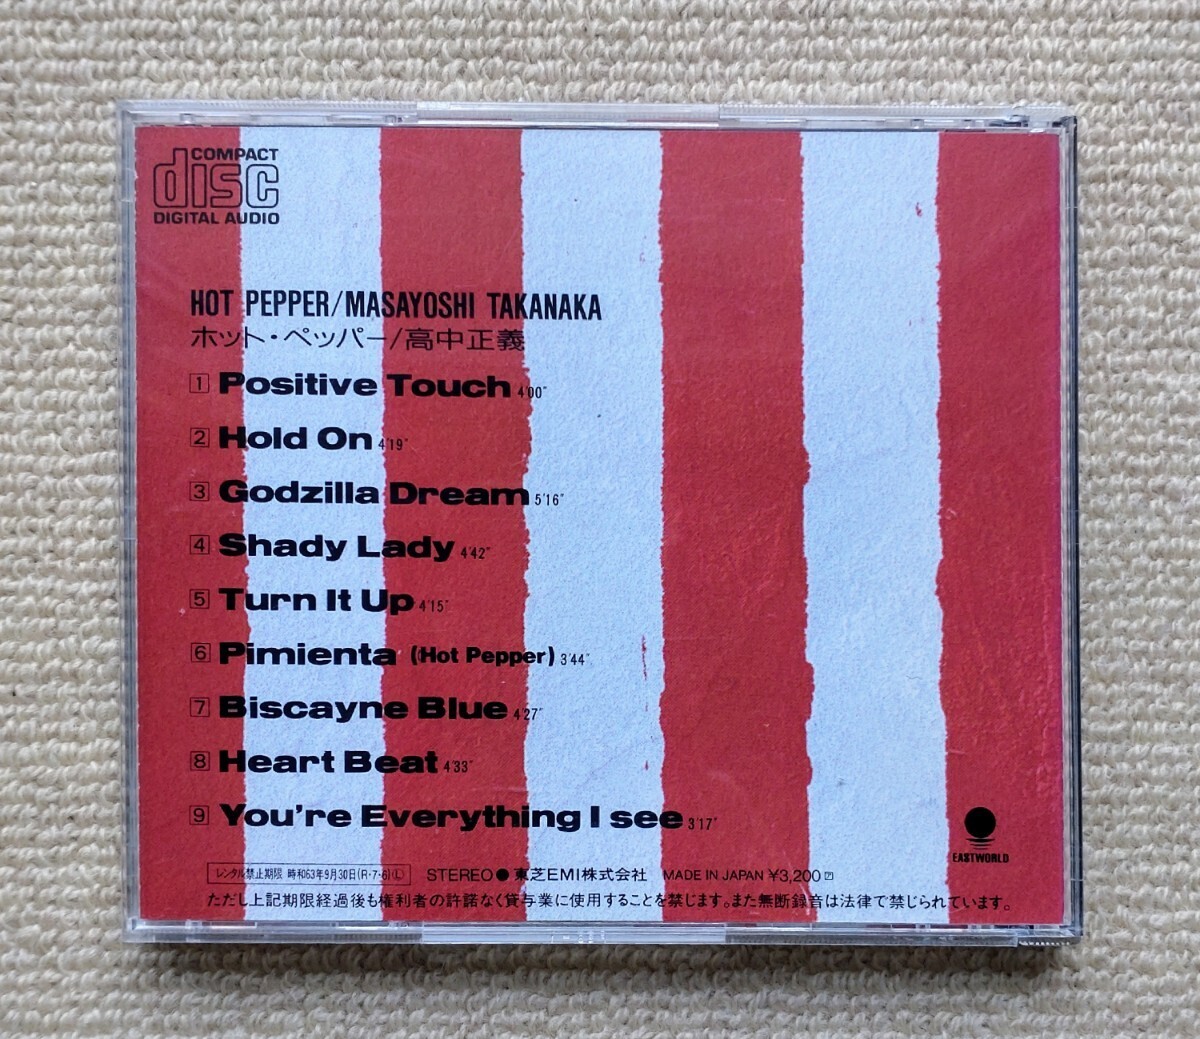 COMPACT
disc
DIGITAL AUDIO
HOT PEPPER/MASAYOSHI TAKANAKA
ホット・ペッパー/高中正義
1 Positive Touch 4'00"
2 Hold On 4'19"
3 Godzilla Dream 5'16"
4 Shady Lady 4'42"
5 Turn It Up 4'15"
6 Pimienta (Hot Pepper) 3'44"
7 Biscayne Blue 4'27"
8 Heart Beat 4'33"
9 You're Everything I see 3'17"
EASTWORLD
レンタル禁止期限 昭和63年9月30日(R・7・6)Ⓛ STEREO●東芝EMI株式会社 MADE IN JAPAN ¥3,200
ただし上記期限経過後も権利者の許諾なく賃与業に使用することを禁じます。また無断録音は法律で禁じられています。